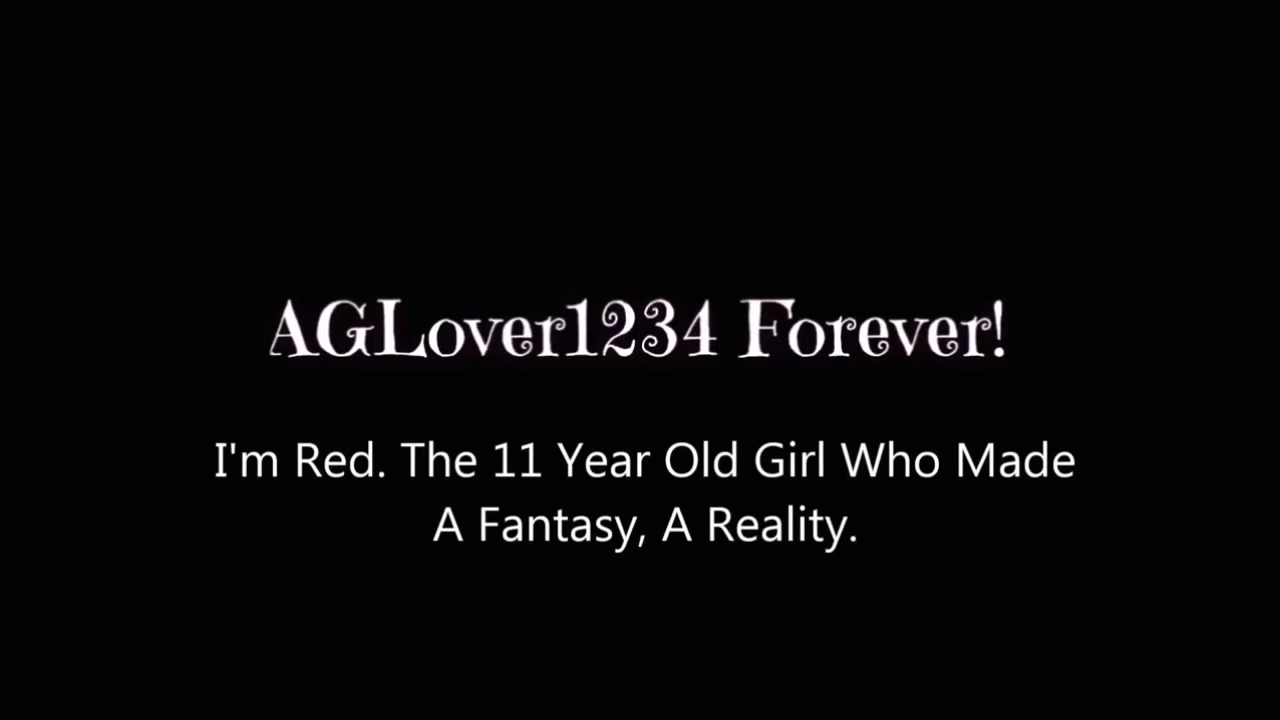 AGLover1234 Forever!
I'm Red. The 11 Year Old Girl Who Made
A Fantasy, A Reality.